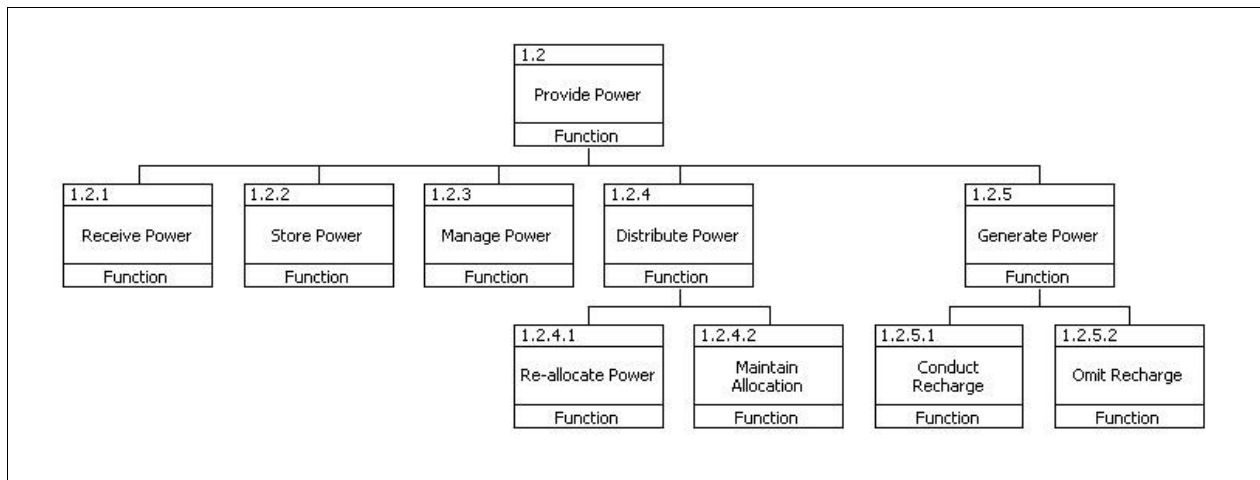 1.2
Provide Power
Function
1.2.1
Receive Power
Function
1.2.2
Store Power
Function
1.2.3
Manage Power
Function
1.2.4
Distribute Power
Function
1.2.5
Generate Power
Function
1.2.4.1
Re-allocate Power
Function
1.2.4.2
Maintain
Allocation
Function
1.2.5.1
Conduct
Recharge
Function
1.2.5.2
Omit Recharge
Function